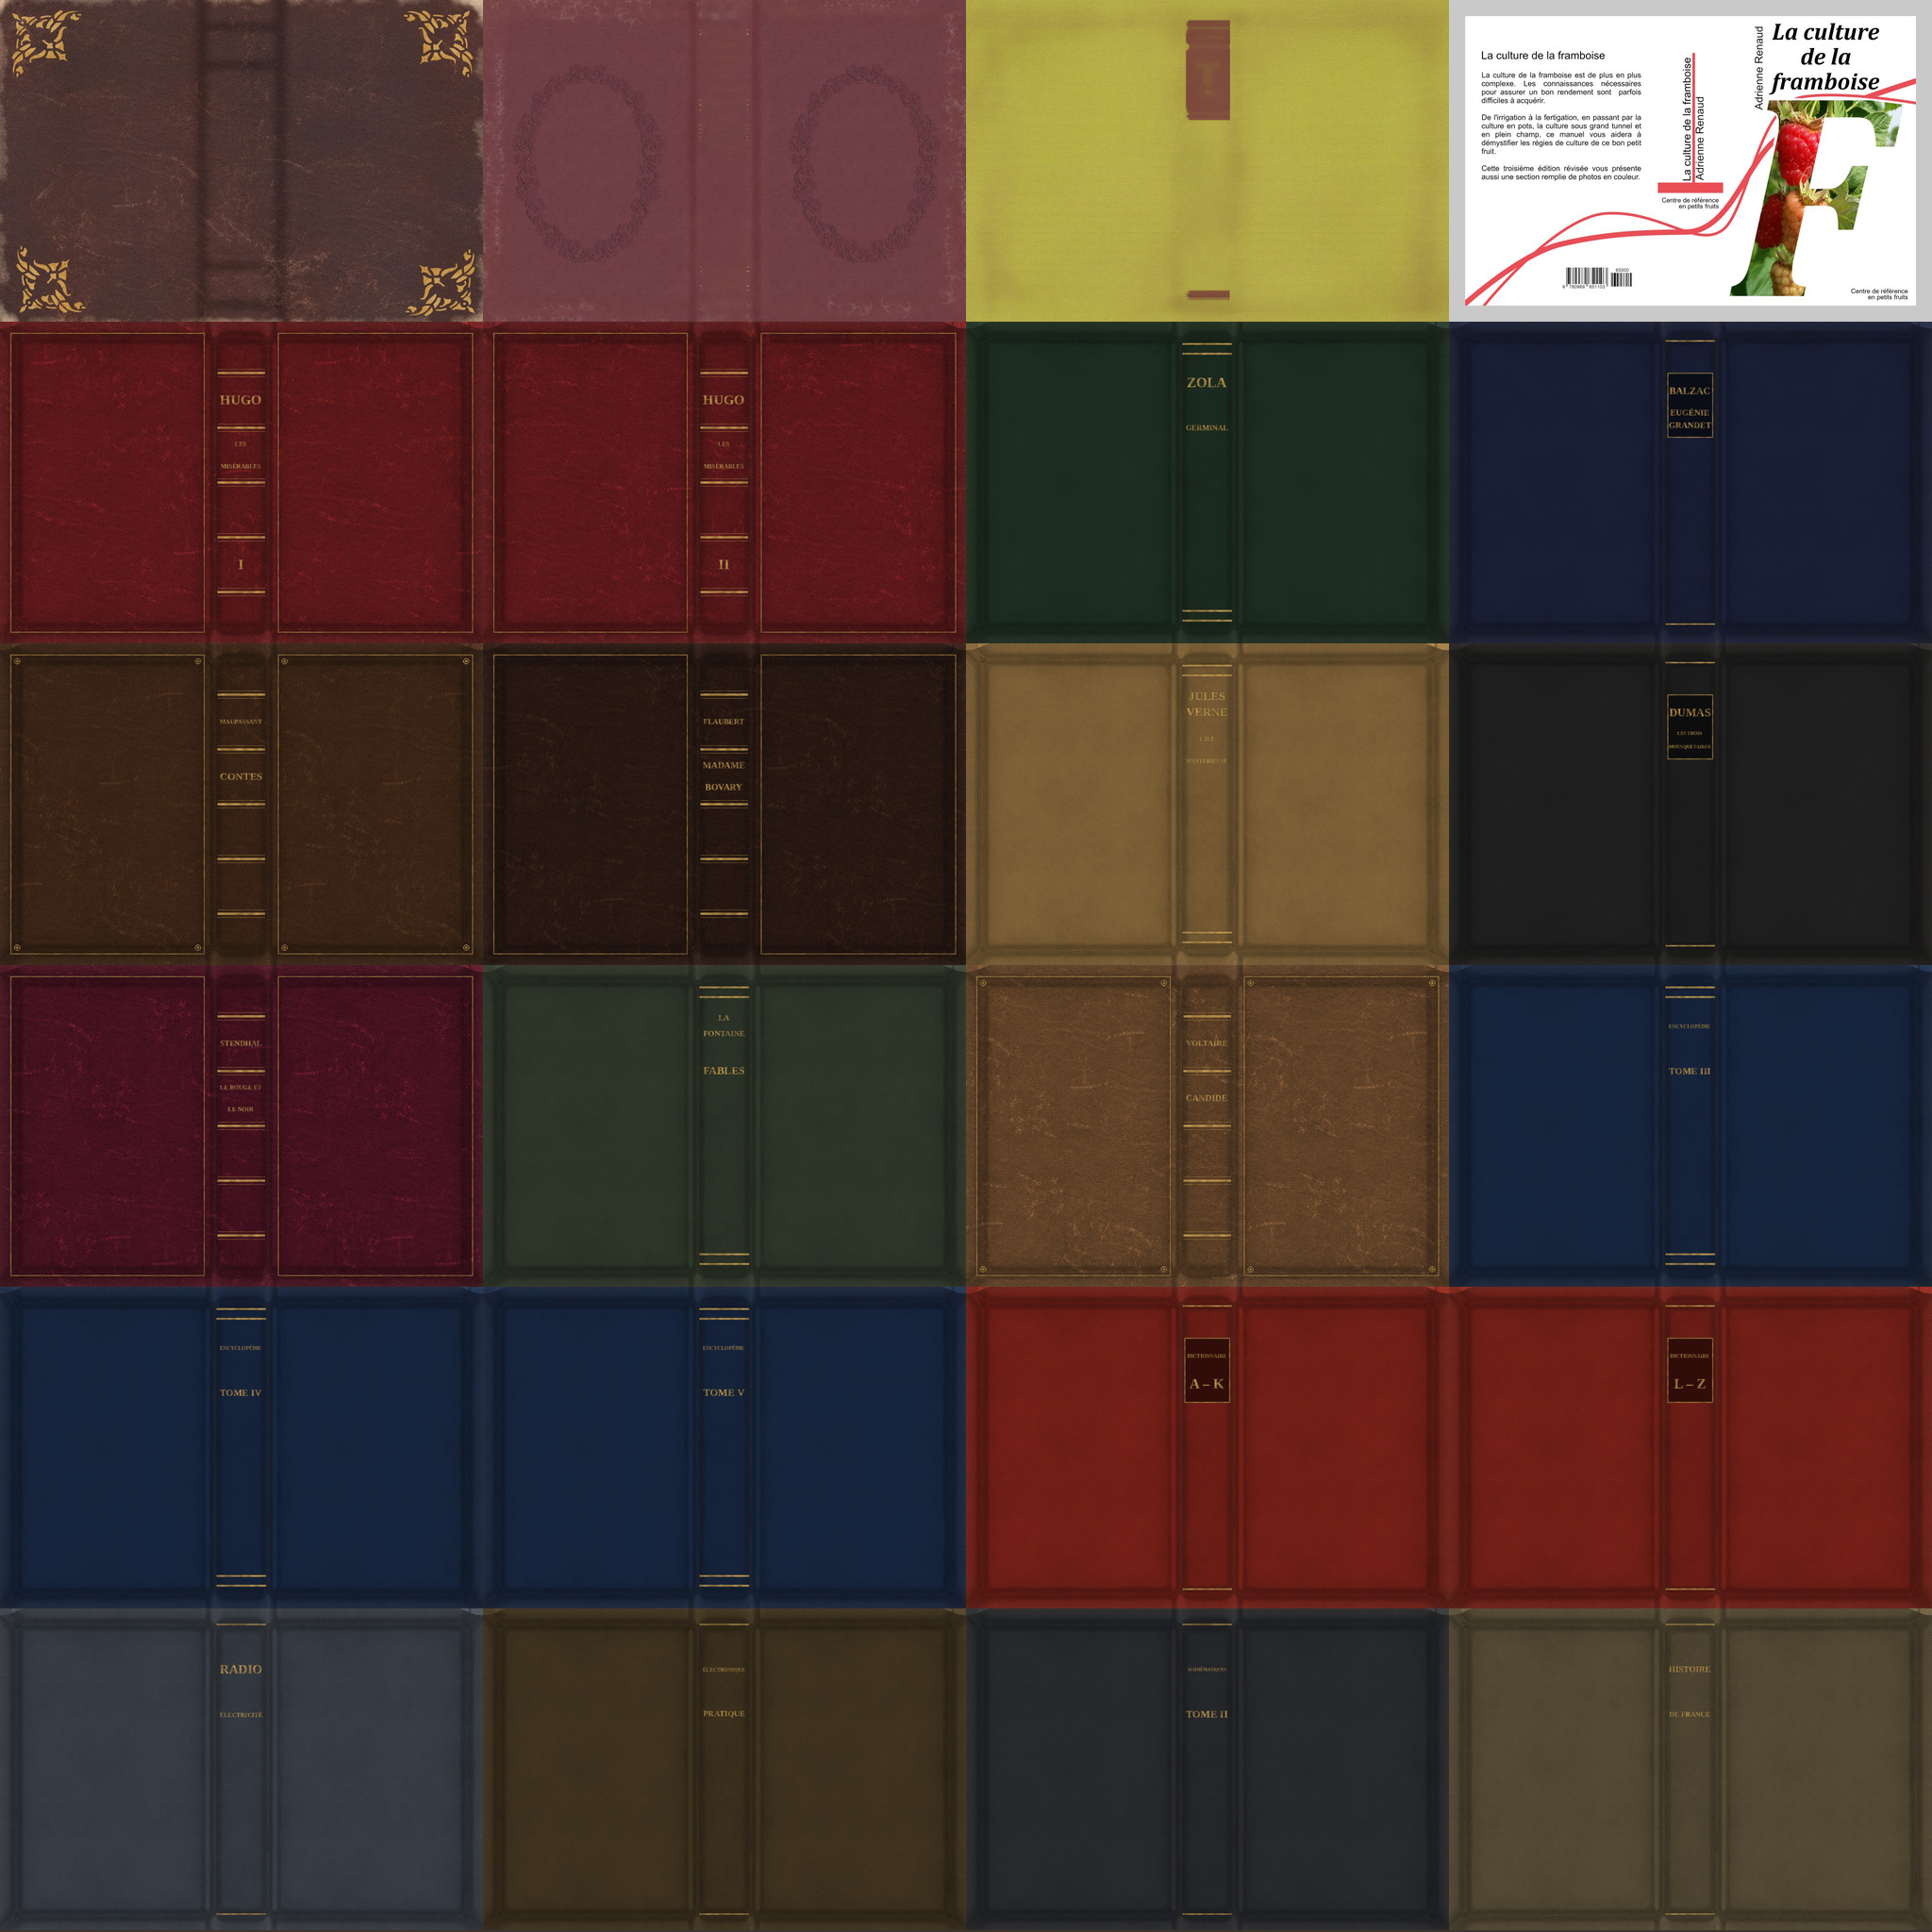 La culture de la framboise
La culture de la framboise est de plus en plus
complexe. Les connaissances nécessaires
pour assurer un bon rendement sont parfois
difficiles à acquérir.
De l'irrigation à la fertigation, en passant par la
culture en pots, la culture sous grand tunnel et
en plein champ, ce manuel vous aidera à
démystifier les régies de culture de ce bon petit
fruit.
Cette troisième édition révisée vous présente
aussi une section remplie de photos en couleur.
La culture de la framboise
Adrienne Renaud
Centre de référence
en petits fruits
Adrienne Renaud
La culture
de la
framboise
F
Centre de référence
en petits fruits
HUGO
LES
MISÉRABLES
I
HUGO
LES
MISÉRABLES
II
ZOLA
GERMINAL
BALZAC
EUGÉNIE
GRANDET
MAUPASSANT
CONTES
FLAUBERT
MADAME
BOVARY
JULES
VERNE
L'ÎLE
MYSTÉRIEUSE
DUMAS
LES TROIS
MOUSQUETAIRES
STENDHAL
LE ROUGE ET
LE NOIR
LA
FONTAINE
FABLES
VOLTAIRE
CANDIDE
ENCYCLOPÉDIE
TOME III
ENCYCLOPÉDIE
TOME IV
ENCYCLOPÉDIE
TOME V
DICTIONNAIRE
A – K
DICTIONNAIRE
L – Z
RADIO
ÉLECTRICITÉ
ÉLECTRONIQUE
PRATIQUE
MATHÉMATIQUES
TOME II
HISTOIRE
DE FRANCE